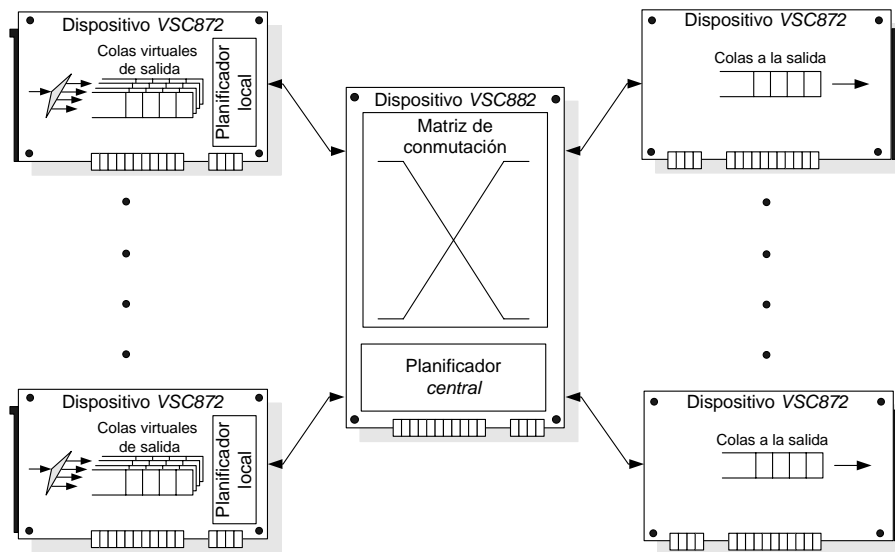 Dispositivo VSC872
Colas virtuales
de salida
Planificador
local
Dispositivo VSC882
Matriz de
conmutación
Planificador
central
Dispositivo VSC872
Colas a la salida
Dispositivo VSC872
Colas virtuales
de salida
Planificador
local
Dispositivo VSC872
Colas a la salida